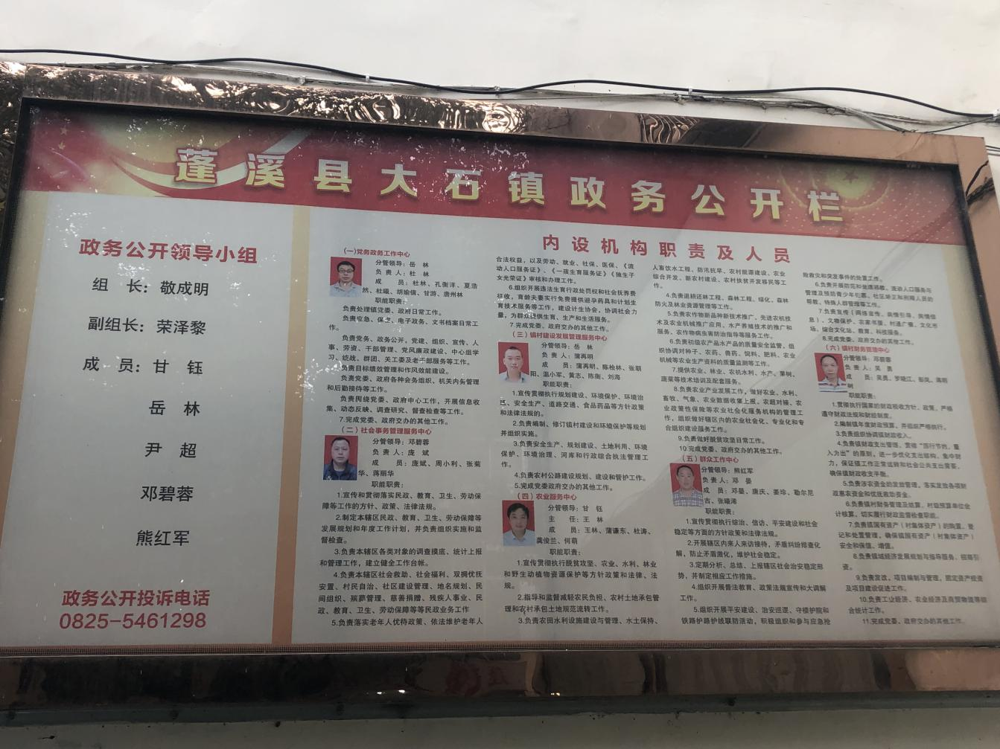 蓬溪县大石镇政务公开栏
政务公开领导小组
组 长：敬成明
副组长：荣泽黎
成 员：甘 钰
岳 林
尹 超
邓碧蓉
熊红军
政务公开投诉电话
0825-5461298
内设机构职责及人员
(一)党务政务工作中心
分管领导：岳 林
负 责 人：杜 林
成 员：杜林、孔衡洋、夏浩
然、杜曦、胡瑜倩、甘游、唐州林
职能职责：
负责处理镇党委、政府日常工作。
负责应急、保密、电子政务、文书档案日常工
作。
负责党务、政务公开，党建、组织、宣传、人
事、劳资、干部管理、党风廉政建设、中心组学
习、统战、群团、关工委及老干部服务等工作。
负责目标绩效管理和作风效能建设。
负责党委、政府各种会务组织、机关内务管理
和后勤接待等工作。
负责围绕党委、政府中心工作，开展信息收
集、动态反映、调查研究、督查检查等工作。
7.完成党委、政府交办的其他工作。
(二) 社会事务管理服务中心
分管领导：邓碧蓉
负 责 人：庞 斌
成 员：庞斌、周小利、张菊
华、蒋丽华
职能职责：
1.宣传和贯彻落实民政、教育、卫生、劳动保
障等工作的方针、政策、法律法规。
2.制定本辖区民政、教育、卫生、劳动保障等
发展规划和年度工作计划，并负责组织实施和监
督检查。
3.负责本辖区各类对象的调查摸底、统计上报
和管理工作，建立健全工作台帐。
4.负责本辖区社会救助、社会福利、双拥优抚
安置、村民自治、社区建设管理、地名规划、民
间组织、殡葬管理、慈善捐赠、残疾人事业、民
政、教育、卫生、劳动保障等等民政业务工作
5.负责落实老年人优待政策、依法维护老年人
合法权益，以及劳动、就业、社保、医保、《流
动人口服务证》、《一孩生育服务证》《独生子
女光荣证》审核和办理工作。
6.组织开展违法生育行政处罚权和社会抚养费
征收，育龄夫妻实行免费提供避孕药具和计划生
育技术服务等工作，建设计生协会，协调社会力
量，为群众提供生育、生产和生活服务。
7.完成党委、政府交办的其他工作。
(三) 镇村建设发展管理服务中心
分管领导：岳 林
负 责 人：蒲再明
成 员：蒲再明、陈检林、张朝
阳、温小军、黄志、陈衡、刘海
职能职责：
1.宣传贯彻执行规划建设、环境保护、环境治
理、安全生产、道路交通、食品药品等方针政策
和法律法规的。
2.负责编制、修订镇村建设和环境保护等规划
并组织实施。
3.负责安全生产、规划建设、土地利用、环境
保护、环境治理、河库和行政综合执法管理工
作。
4.负责农村公路建设规划、建设和管护工作。
5.完成党委政府交办的其他工作。
(四) 农业服务中心
分管领导：甘 钰
主 任：王 林
成 员：王林、蒲谦东、杜涛、
龚俊兰、何萌
职能职责：
1.宣传贯彻执行脱贫攻坚、农业、水利、林业
和野生动植物资源保护等方针政策和法律、法
规。
2.指导和监督减轻农民负担、农村土地承包管
理和农村承包土地规范流转工作。
3.负责农田水利设施建设与管理、水土保持、
人畜饮水工程、防汛抗旱、农村能源建设、农业
综合开发、新农村建设、农村扶贫开发移民等工
作。
4.负责退耕还林工程、森林工程，绿化、森林
防火及林业资源管理等工作。
5.负责农作物新品种新技术推广、先进农机技
术及农业机械推广应用、水产养殖技术的推广和
服务、农作物病虫害防治指导等服务工作。
6.负责初级农产品水产品的质量安全监管，组
织协调对种子、农药、兽药、饲料、肥料、农业
机械等农业生产资料的质量监测等工作。
7.提供农业、林业、农机水利、水产、果树、
蔬菜等技术培训及配套服务。
8.负责农业产业发展工作，做好农业、水利、
畜牧、气象、农业数据收集上报、农超对接、农
业政策性保险等农业社会化服务机构的管理工
作，组织做好辖区内的农业社会化、专业化和专
合组织建设服务工作。
9.负责做好脱贫攻坚日常工作。
10.完成党委、政府交办的其他工作。
(五) 群众工作中心
分管领导：熊红军
负 责 人：邓 晏
成 员：邓晏、唐庆、姜珍、勒尔尼
古、张曦浠
职能职责：
1.宣传贯彻执行综治、信访、平安建设和社会
稳定等方面的方针政策和法律法规。
2.开展辖区内来人来访接待，矛盾纠纷排查化
解，防止矛盾激化，维护社会稳定。
3.定期分析、总结、上报辖区社会治安稳定形
势，并制定相应工作措施。
4.组织开展普法教育、政策法规宣传和大调解
工作。
5.组织开展平安建设、治安巡逻、守楼护院和
铁路护路护线联防活动，积极组织和参与应急抢
险救灾和突发事件的处置工作。
6.负责开展防范和处理邪教，流动人口服务与
管理及预防青少年犯罪、社区矫正和刑释人员的
帮教、特殊人群管理等工作。
7.负责宣传（网络宣传、舆情引导、舆情信
息）、文物保护、农家书屋、村通广播、文化市
场、综合文化站、教育、科技服务。
8.完成党委、政府交办的其他工作。
(六) 镇村财务管理中心
分管领导：邓碧蓉
负 责 人：吴 勇
成 员：吴勇、罗晓江、彭岚、蒋明
树
职能职责：
1.贯彻执行国家的财政税收方针、政策，严格
遵守财政法规和财经制度。
2.编制镇年度财政预算，并组织严格执行。
3.负责组织协调镇财政收入。
4.负责镇财政支出管理，贯彻“厉行节约，量
入为出”的原则，进一步优化支出结构，集中财
力，保证镇工作正常运转和社会公共支出需要，
确保镇财政收支平衡。
5.负责涉农资金的发放管理，落实发放各项财
政惠农资金和优抚救助资金。
6.负责镇村财务管理及结算，村级预算单位会
计核算，切实履行财政监督检查职能。
7.负责镇国有资产（村集体资产）的购置、登
记和处置管理，确保镇国有资产（村集体资产）
安全和保值、增值。
8.负责镇域经济发展规划与指导服务，招商引
资。
9.负责发改，项目编制与管理，固定资产投资
及项目建设促进工作。
10.负责工业经济、农业经济及商贸物流等综
合统计工作。
11.完成党委、政府交办的其他工作。